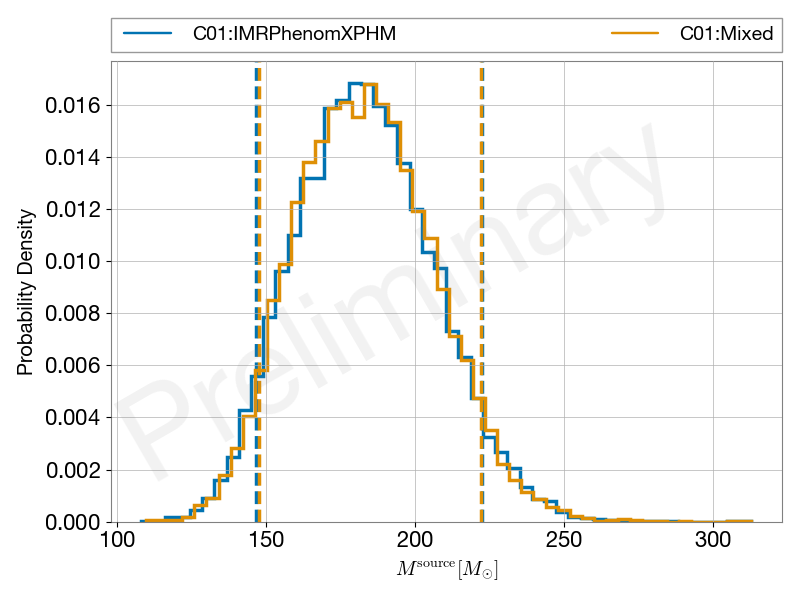 C01:IMRPhenomXPHM C01:Mixed
0.016
0.014
0.012
0.010
0.008
0.006
0.004
0.002
0.000
Probability Density
Preliminary
100 150 200 250 300
M^source [M_⊙]